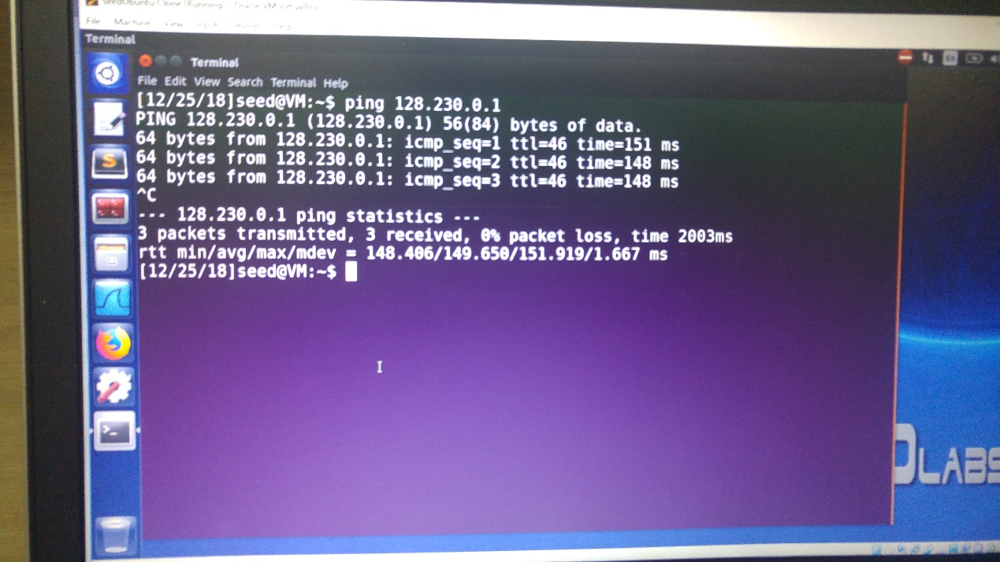 seedUbuntu Clone [Running] - Oracle VM VirtualBox
File Machine View Input Devices Help
Terminal
Terminal
File Edit View Search Terminal Help
[12/25/18]seed@VM:~$ ping 128.230.0.1
PING 128.230.0.1 (128.230.0.1) 56(84) bytes of data.
64 bytes from 128.230.0.1: icmp_seq=1 ttl=46 time=151 ms
64 bytes from 128.230.0.1: icmp_seq=2 ttl=46 time=148 ms
64 bytes from 128.230.0.1: icmp_seq=3 ttl=46 time=148 ms
^C
--- 128.230.0.1 ping statistics ---
3 packets transmitted, 3 received, 0% packet loss, time 2003ms
rtt min/avg/max/mdev = 148.406/149.650/151.919/1.667 ms
[12/25/18]seed@VM:~$
En
DLABS